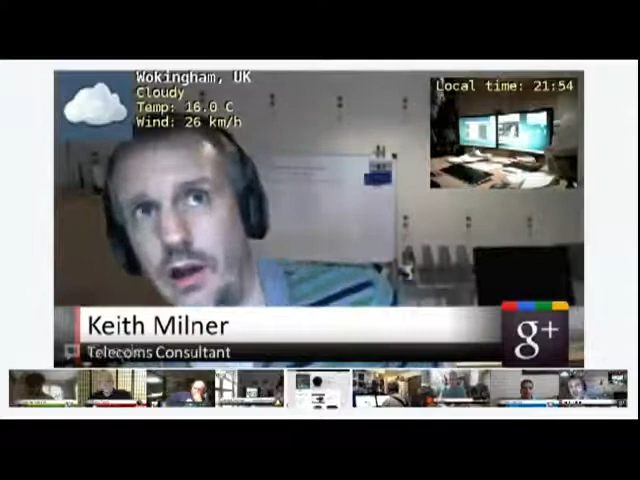 Wokingham, UK
Cloudy
Temp: 16.0 C
Wind: 26 km/h
Local time: 21:54
Keith Milner
Telecoms Consultant
g+